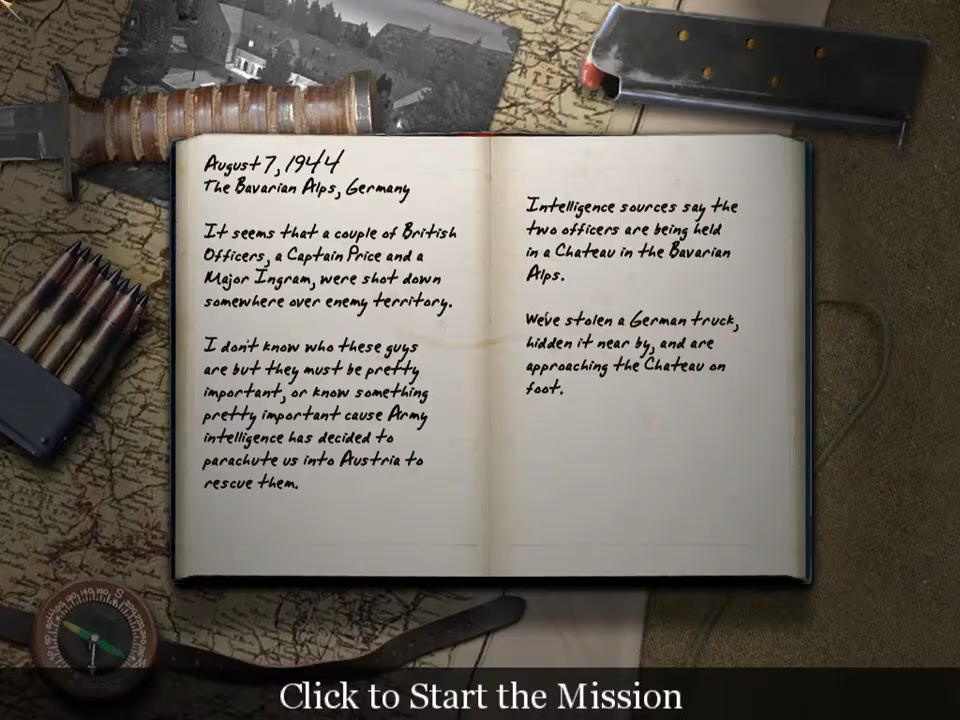 August 7, 1944
The Bavarian Alps, Germany
It seems that a couple of British
Officers, a Captain Price and a
Major Ingram, were shot down
somewhere over enemy territory.
I don't know who these guys
are but they must be pretty
important, or know something
pretty important cause Army
intelligence has decided to
parachute us into Austria to
rescue them.
Intelligence sources say the
two officers are being held
in a Chateau in the Bavarian
Alps.
We've stolen a German truck,
hidden it near by, and are
approaching the Chateau on
foot.
Click to Start the Mission